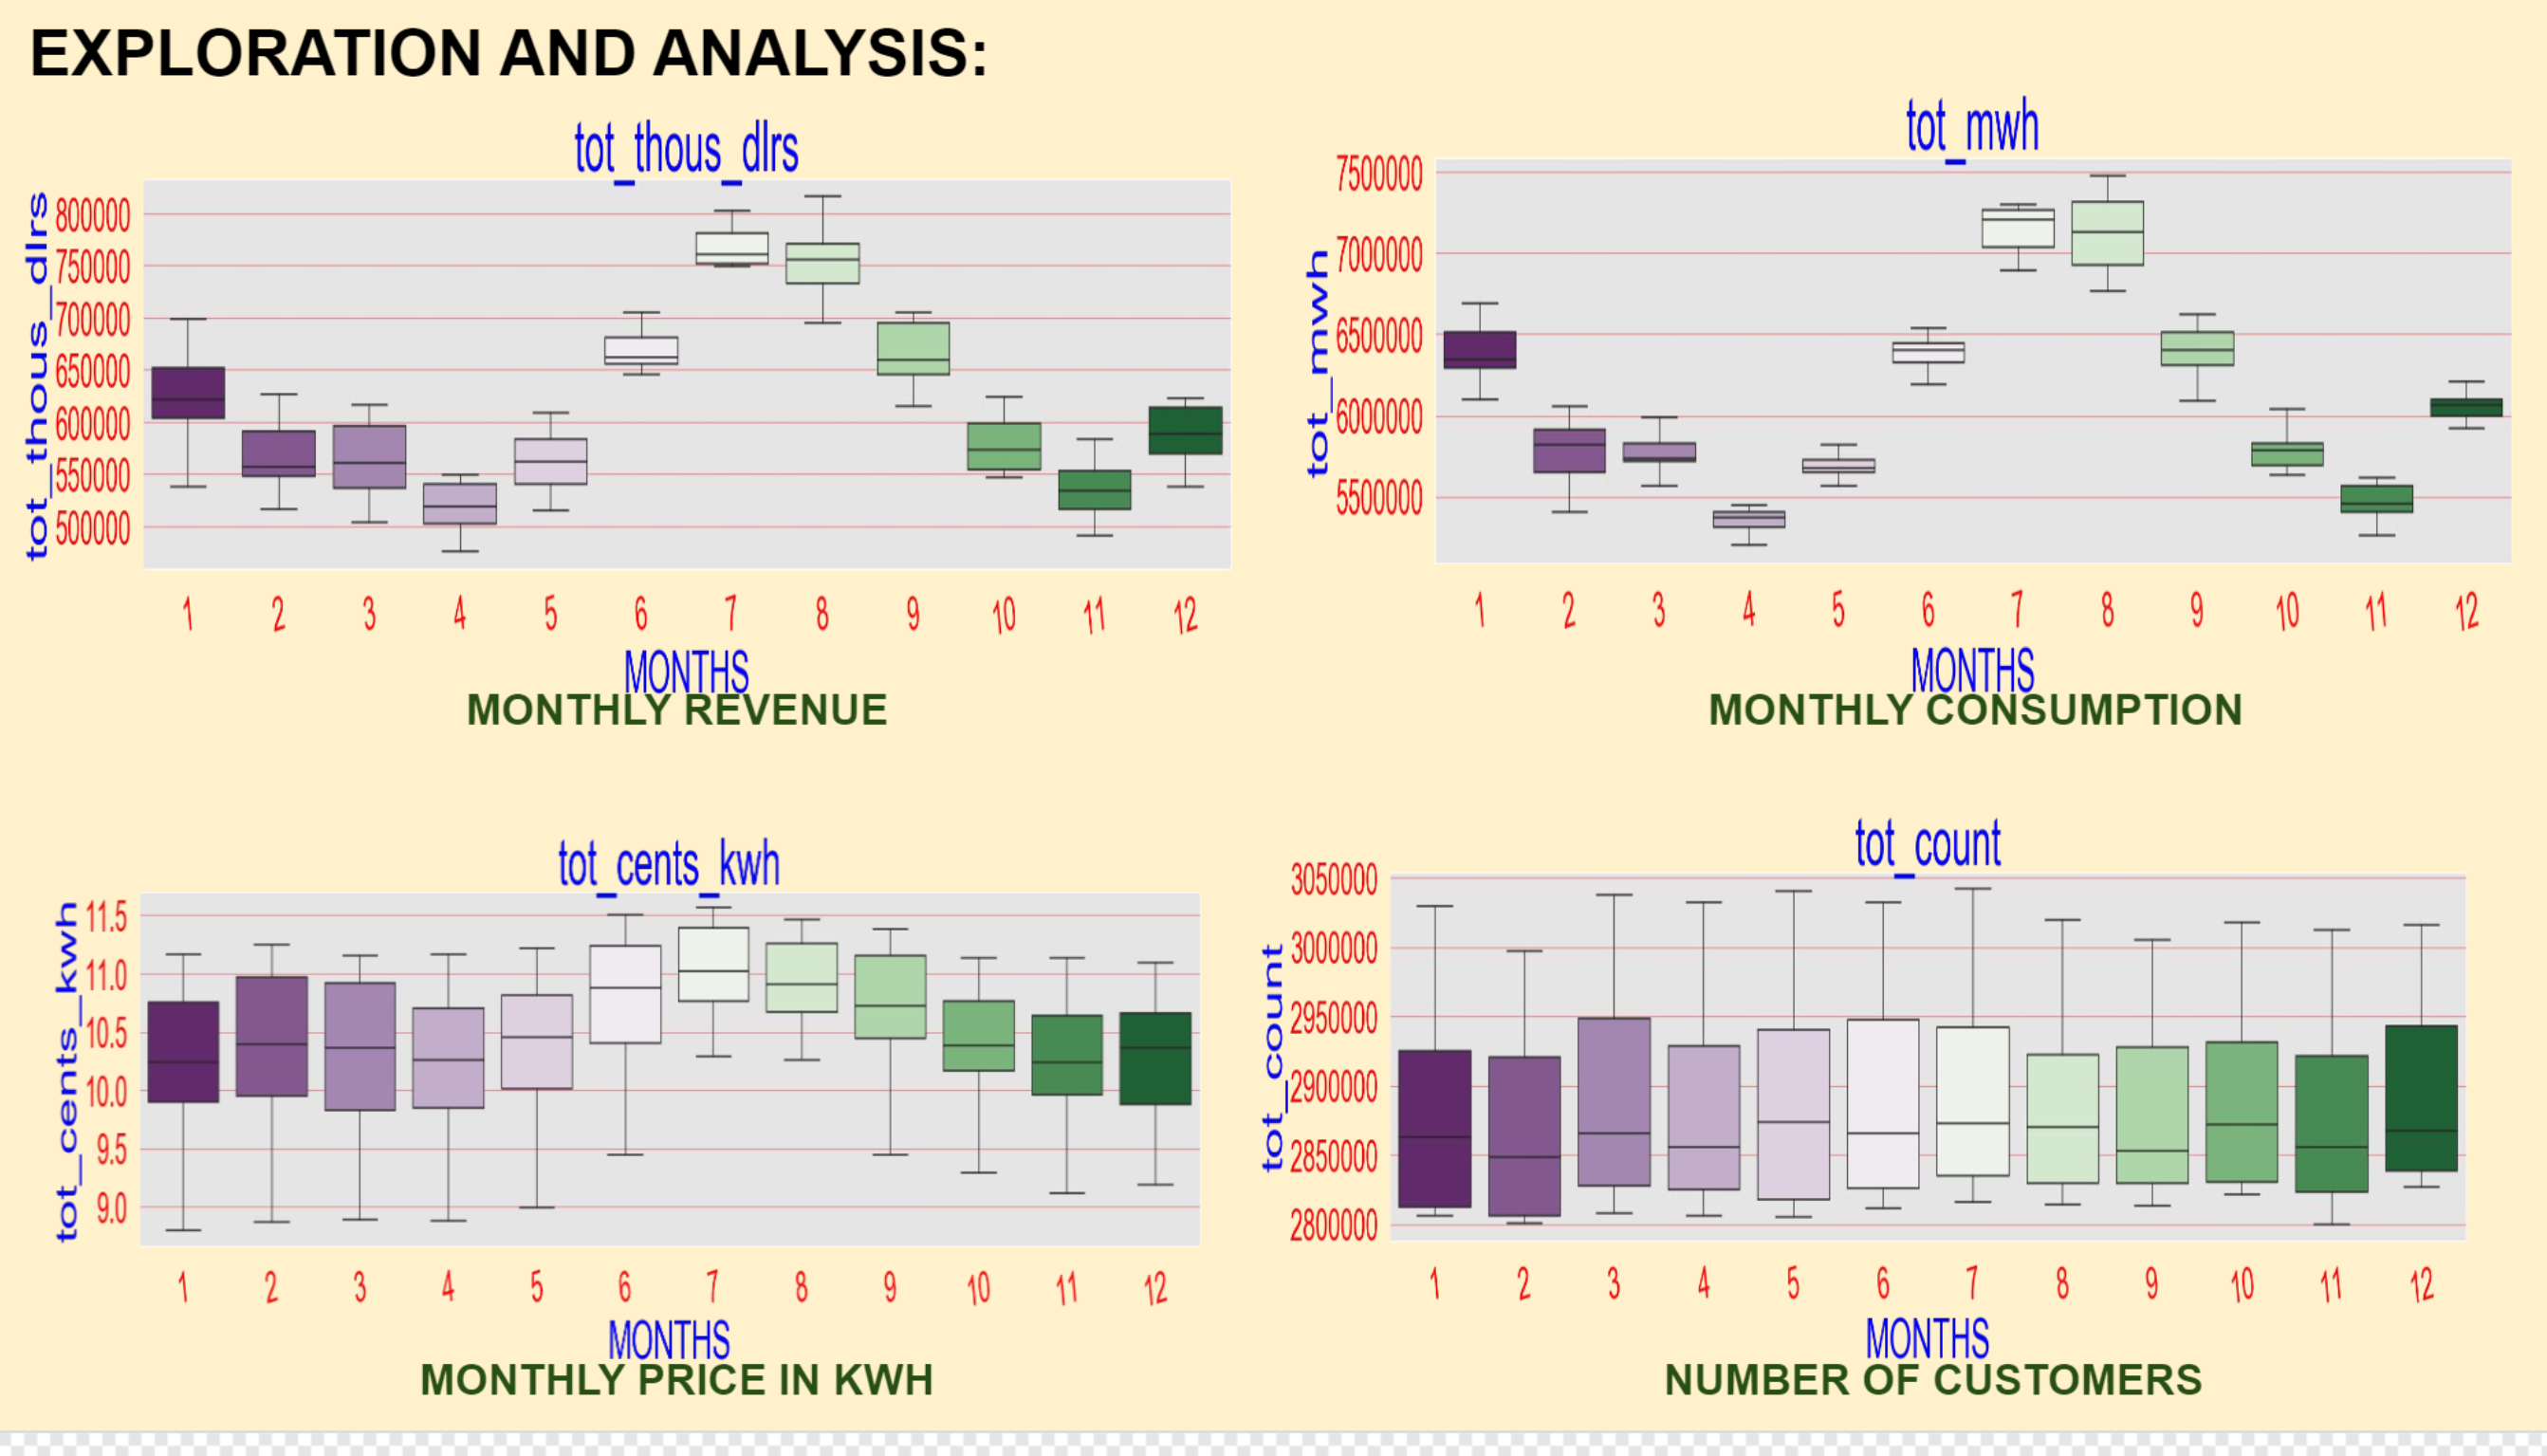 EXPLORATION AND ANALYSIS:
tot_thous_dlrs
tot_thous_dlrs
800000
750000
700000
650000
600000
550000
500000
1 2 3 4 5 6 7 8 9 10 11 12
MONTHS
MONTHLY REVENUE
tot_mwh
tot_mwh
7500000
7000000
6500000
6000000
5500000
1 2 3 4 5 6 7 8 9 10 11 12
MONTHS
MONTHLY CONSUMPTION
tot_cents_kwh
tot_cents_kwh
11.5
11.0
10.5
10.0
9.5
9.0
1 2 3 4 5 6 7 8 9 10 11 12
MONTHS
MONTHLY PRICE IN KWH
tot_count
tot_count
3050000
3000000
2950000
2900000
2850000
2800000
1 2 3 4 5 6 7 8 9 10 11 12
MONTHS
NUMBER OF CUSTOMERS